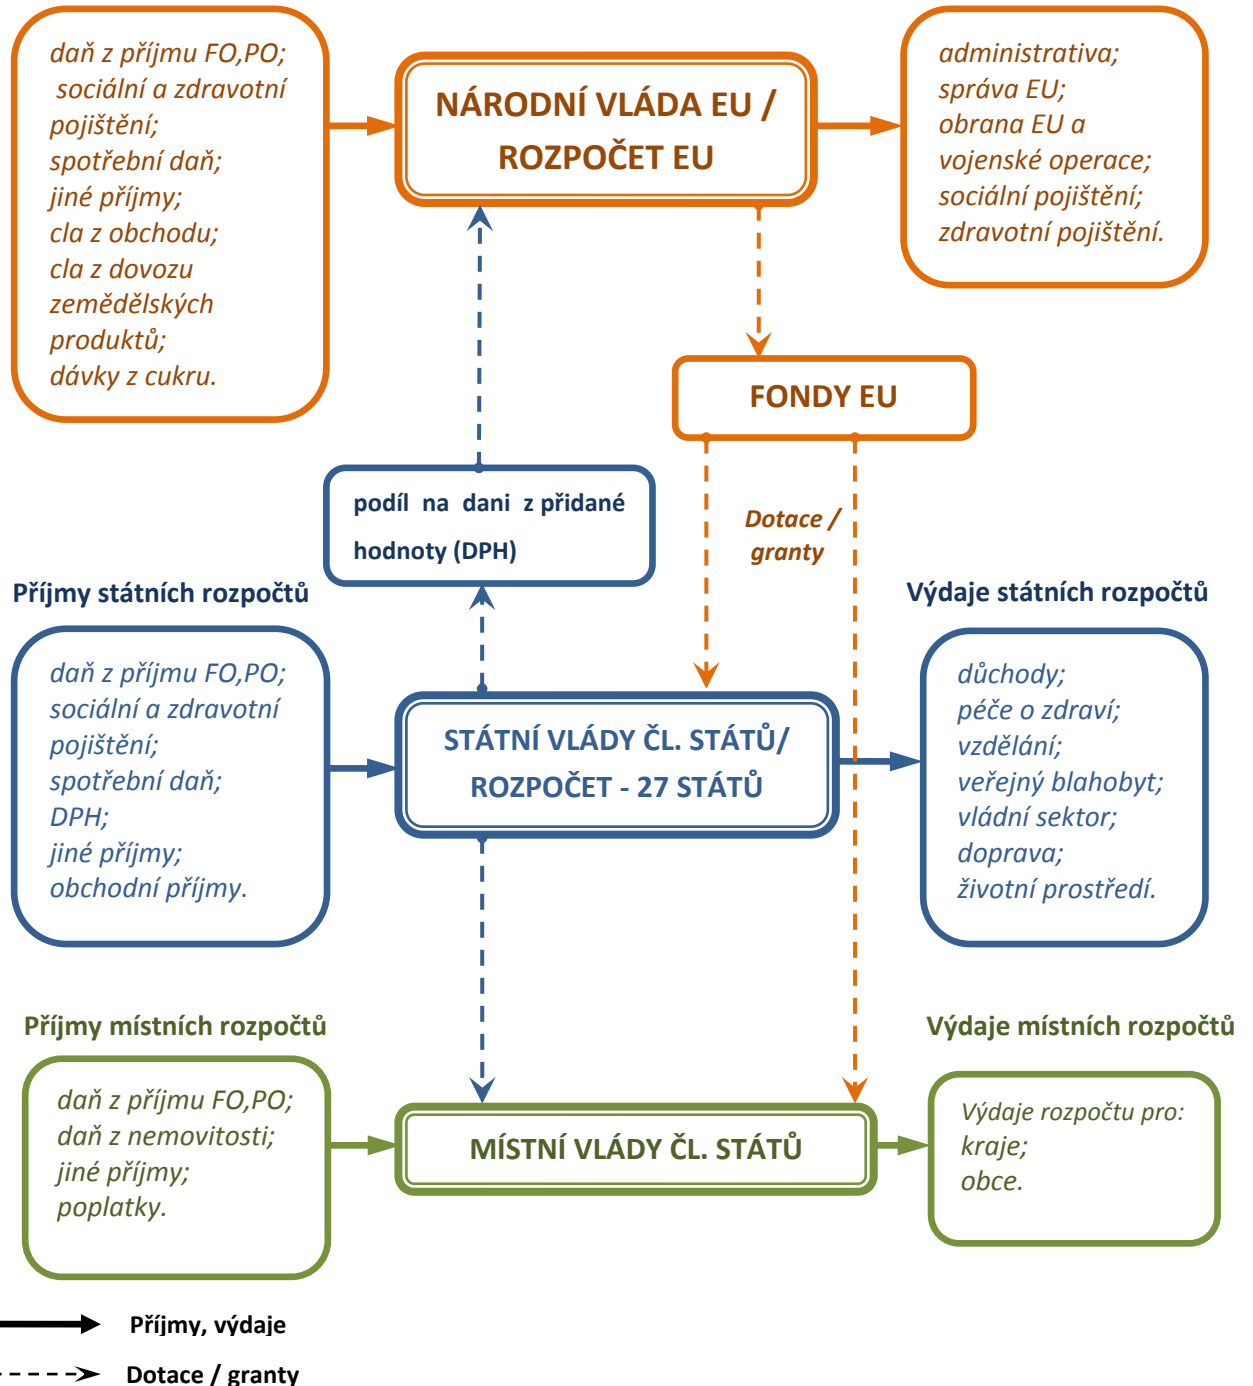 daň z příjmu FO,PO;
sociální a zdravotní
pojištění;
spotřební daň;
jiné příjmy;
cla z obchodu;
cla z dovozu
zemědělských
produktů;
dávky z cukru.
NÁRODNÍ VLÁDA EU /
ROZPOČET EU
administrativa;
správa EU;
obrana EU a
vojenské operace;
sociální pojištění;
zdravotní pojištění.
FONDY EU
podíl na dani z přidané
hodnoty (DPH)
Dotace /
granty
Příjmy státních rozpočtů
Výdaje státních rozpočtů
daň z příjmu FO,PO;
sociální a zdravotní
pojištění;
spotřební daň;
DPH;
jiné příjmy;
obchodní příjmy.
STÁTNÍ VLÁDY ČL. STÁTŮ/
ROZPOČET - 27 STÁTŮ
důchody;
péče o zdraví;
vzdělání;
veřejný blahobyt;
vládní sektor;
doprava;
životní prostředí.
Příjmy místních rozpočtů
Výdaje místních rozpočtů
daň z příjmu FO,PO;
daň z nemovitosti;
jiné příjmy;
poplatky.
MÍSTNÍ VLÁDY ČL. STÁTŮ
Výdaje rozpočtu pro:
kraje;
obce.
Příjmy, výdaje
Dotace / granty